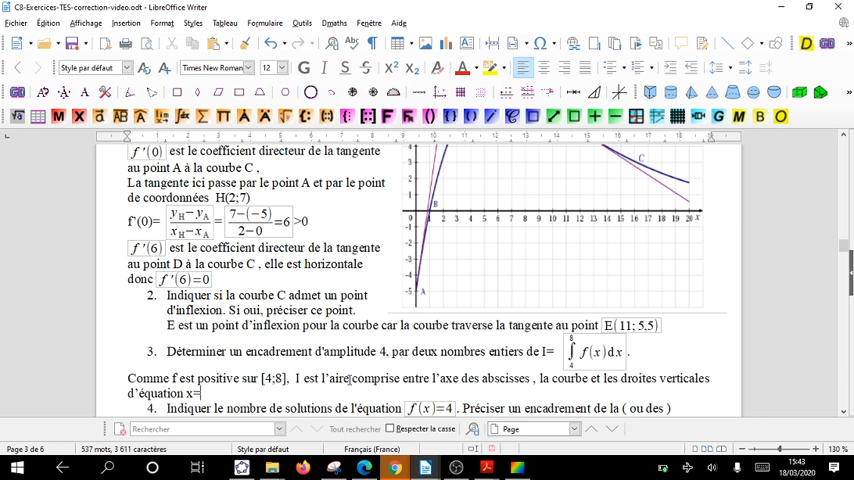 C8-Exercices-TES-correction-video.odt - LibreOffice Writer
Fichier Édition Affichage Insertion Format Styles Tableau Formulaire Outils Dmaths Fenêtre Aide
Style par défaut Times New Roman 12
f '(0) est le coefficient directeur de la tangente
au point A à la courbe C ,
La tangente ici passe par le point A et par le point
de coordonnées H(2;7)
f'(0)= yH−yA / xH−xA = 7−(−5) / 2−0 =6 >0
f '(6) est le coefficient directeur de la tangente
au point D à la courbe C , elle est horizontale
donc f '(6)=0
4
3
2
1
0
-1
-2
-3
-4
-5
A
B
C
0 1 2 3 4 5 6 7 8 9 10 11 12 13 14 15 16 17 18 19 20 x
2. Indiquer si la courbe C admet un point
d'inflexion. Si oui, préciser ce point.
E est un point d’inflexion pour la courbe car la courbe traverse la tangente au point E(11; 5,5)
3. Déterminer un encadrement d'amplitude 4, par deux nombres entiers de I= ∫₄⁸ f(x)dx .
Comme f est positive sur [4;8], I est l’aire comprise entre l’axe des abscisses , la courbe et les droites verticales
d’équation x=
4. Indiquer le nombre de solutions de l'équation f(x)=4 . Préciser un encadrement de la ( ou des )
Rechercher Tout rechercher Respecter la casse Page
Page 3 de 6 537 mots, 3 611 caractères Style par défaut Français (France) 130 %
15:43
18/03/2020